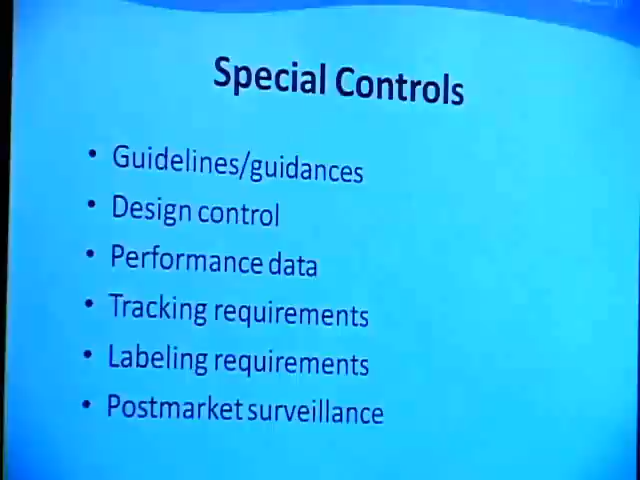 Special Controls
• Guidelines/guidances
• Design control
• Performance data
• Tracking requirements
• Labeling requirements
• Postmarket surveillance